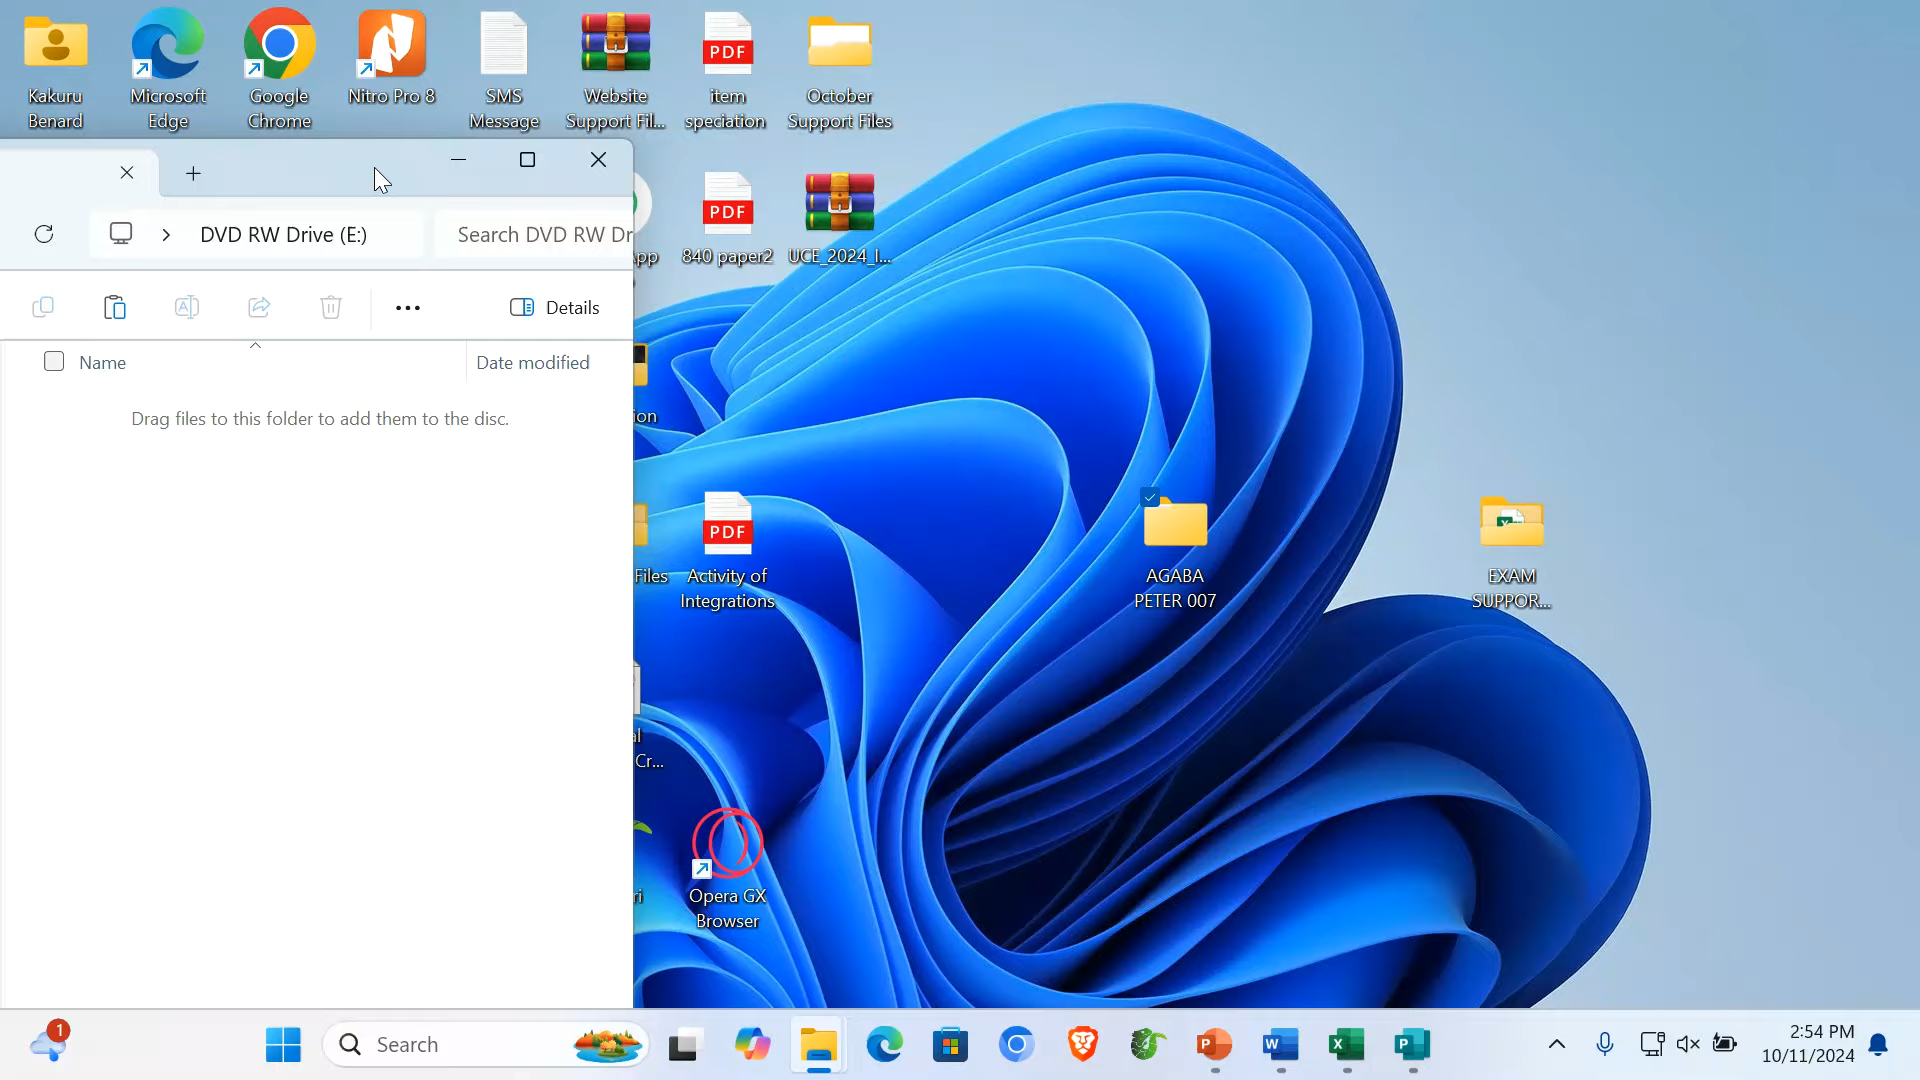 Kakuru
Benard
Microsoft
Edge
Google
Chrome
Nitro Pro 8
SMS
Message
Website
Support Fil...
item
speciation
October
Support Files
DVD RW Drive (E:)
Search DVD RW Dr
840 paper2
UCE_2024_I...
Details
Name
Date modified
Drag files to this folder to add them to the disc.
PDF
PDF
PDF
Files
Activity of
Integrations
AGABA
PETER 007
EXAM
SUPPOR...
Cr...
Opera GX
Browser
1
Search
2:54 PM
10/11/2024